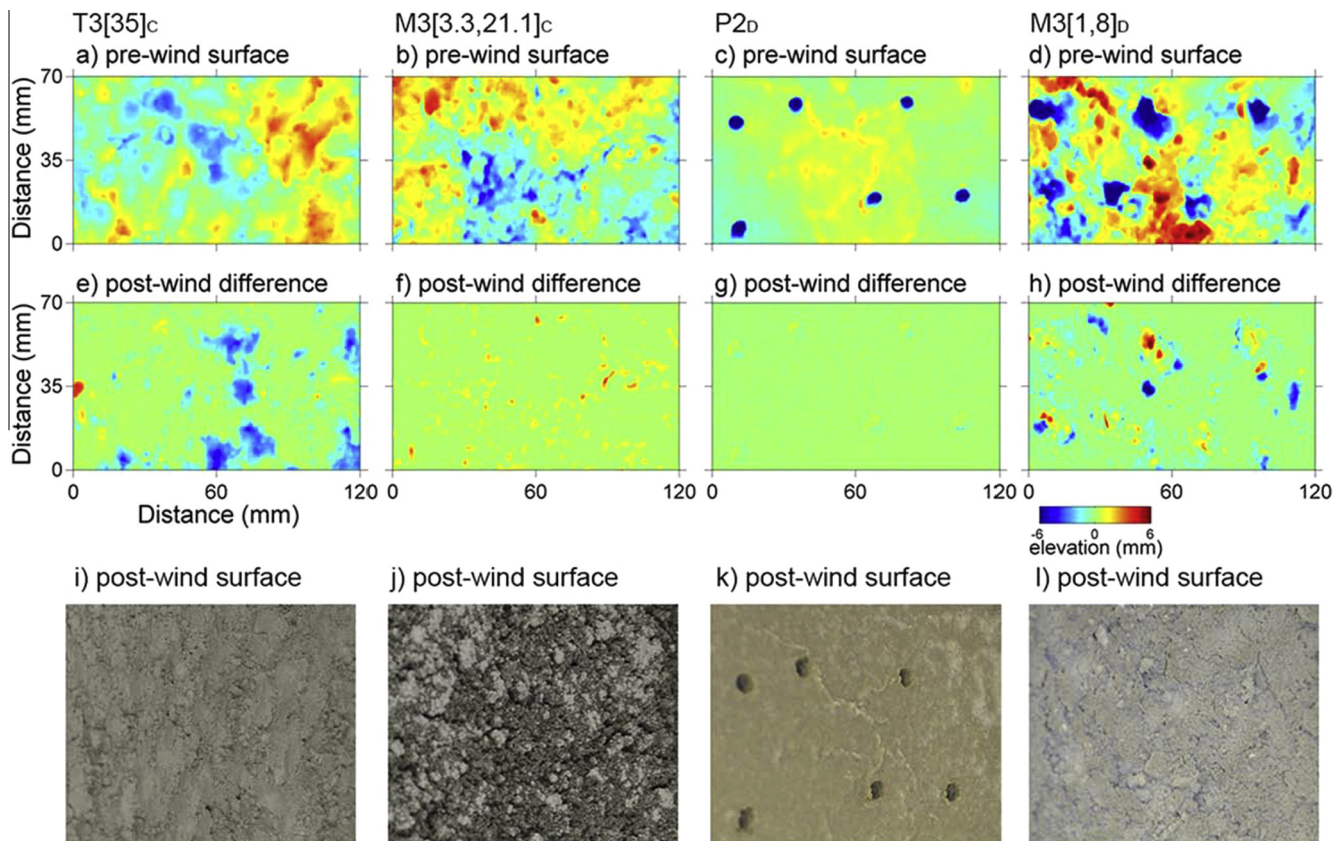 T3[35]C M3[3.3,21.1]C P2D M3[1,8]D
a) pre-wind surface b) pre-wind surface c) pre-wind surface d) pre-wind surface
70
Distance (mm)
35
0
e) post-wind difference f) post-wind difference g) post-wind difference h) post-wind difference
70
Distance (mm)
35
0
0 60 120 0 60 120 0 60 120 0 60 120
Distance (mm)
-6 0 6
elevation (mm)
i) post-wind surface j) post-wind surface k) post-wind surface l) post-wind surface